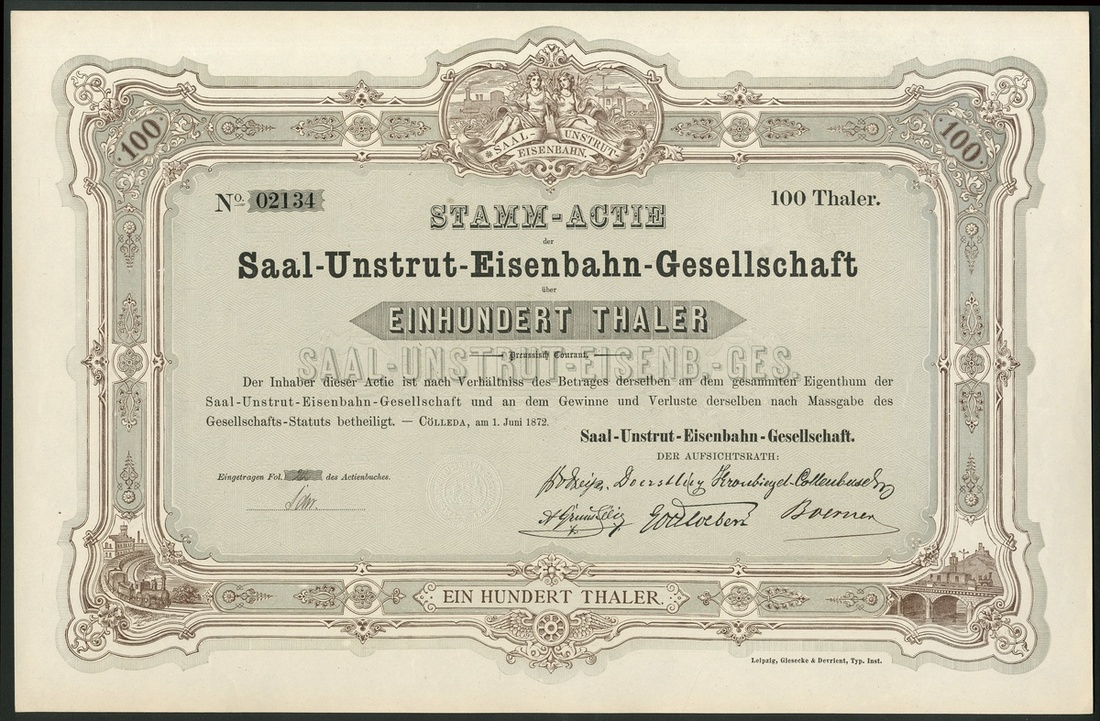 SAAL-UNSTRUT
EISENBAHN.
100
100
No. 02134
100 Thaler.
STAMM-ACTIE
der
Saal-Unstrut-Eisenbahn-Gesellschaft
über
EINHUNDERT THALER
Preussisch Courant.
SAAL-UNSTRUT-EISENB.-GES.
Der Inhaber dieser Actie ist nach Verhältniss des Betrages derselben an dem gesammten Eigenthum der
Saal-Unstrut-Eisenbahn-Gesellschaft und an dem Gewinne und Verluste derselben nach Massgabe des
Gesellschafts-Statuts betheiligt. — CÖLLEDA, am 1. Juni 1872.
Saal-Unstrut-Eisenbahn-Gesellschaft.
DER AUFSICHTSRATH:
Eingetragen Fol. des Actienbuches.
Boerner
EIN HUNDERT THALER.
Leipzig, Giesecke & Devrient, Typ. Inst.